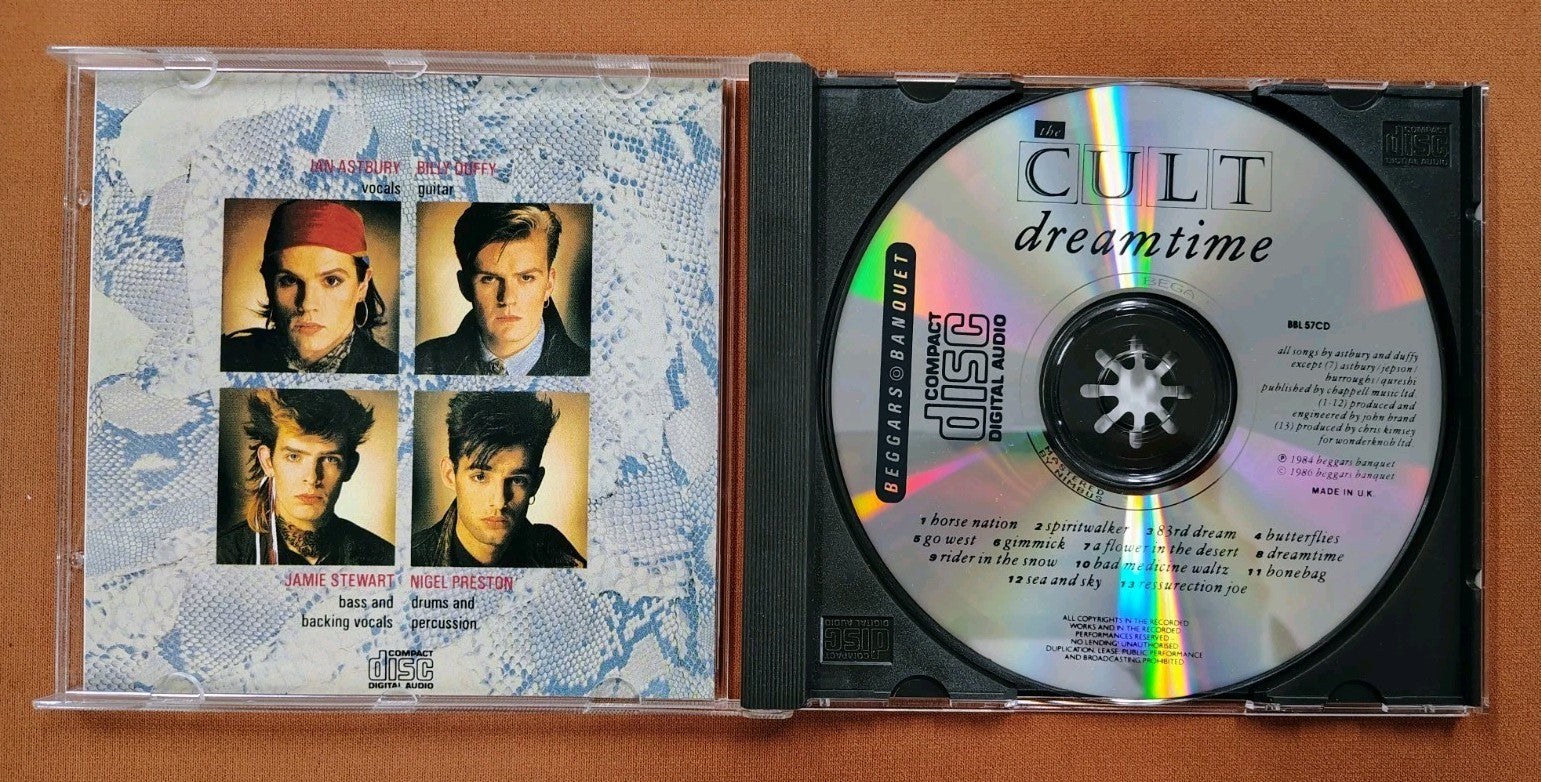 IAN ASTBURY BILLY DUFFY
vocals guitar
JAMIE STEWART NIGEL PRESTON
bass and drums and
backing vocals percussion
COMPACT
disc
DIGITAL AUDIO
the
CULT
dreamtime
BEGGARS BANQUET
COMPACT
disc
DIGITAL AUDIO
BEGA
BBL 57CD
all songs by astbury and duffy
except (7) astbury/jepson/
burroughs/qureshi
published by chappell music ltd.
(1-12) produced and
engineered by john brand
(13) produced by chris kimsey
for wonderknob ltd.
℗ 1984 beggars banquet
© 1986 beggars banquet
MADE IN U.K.
MASTERED
BY NIMBUS
1 horse nation 2 spiritwalker 3 83rd dream 4 butterflies
5 go west 6 gimmick 7 a flower in the desert 8 dreamtime
9 rider in the snow 10 bad medicine waltz 11 bonebag
12 sea and sky 13 ressurection joe
ALL COPYRIGHTS IN THE RECORDED
WORKS AND IN THE RECORDED
PERFORMANCES RESERVED
NO LENDING UNAUTHORISED
DUPLICATION, LEASE PUBLIC PERFORMANCE
AND BROADCASTING PROHIBITED
COMPACT
disc
DIGITAL AUDIO
COMPACT
disc
DIGITAL AUDIO